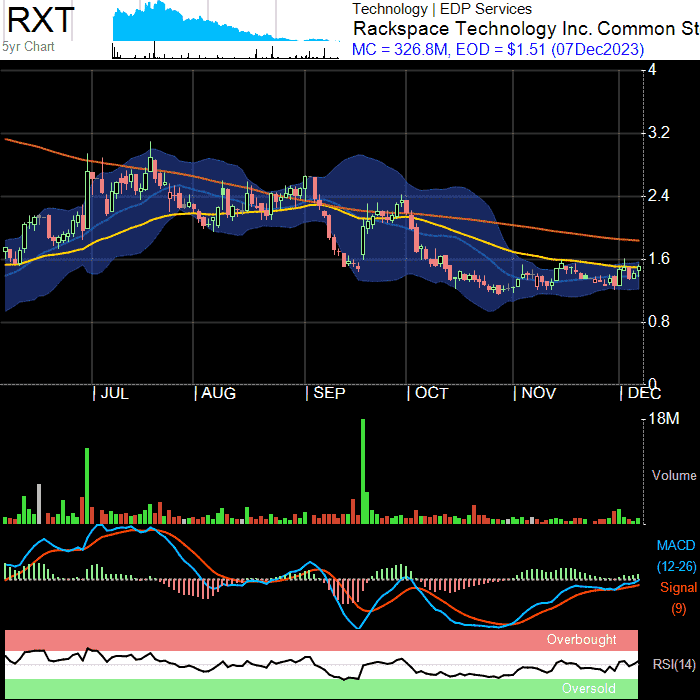 RXT
5yr Chart
Technology | EDP Services
Rackspace Technology Inc. Common St
MC = 326.8M, EOD = $1.51 (07Dec2023)
4
3.2
2.4
1.6
0.8
0
JUL AUG SEP OCT NOV DEC
18M
Volume
MACD
(12-26)
Signal
(9)
Overbought
RSI(14)
Oversold